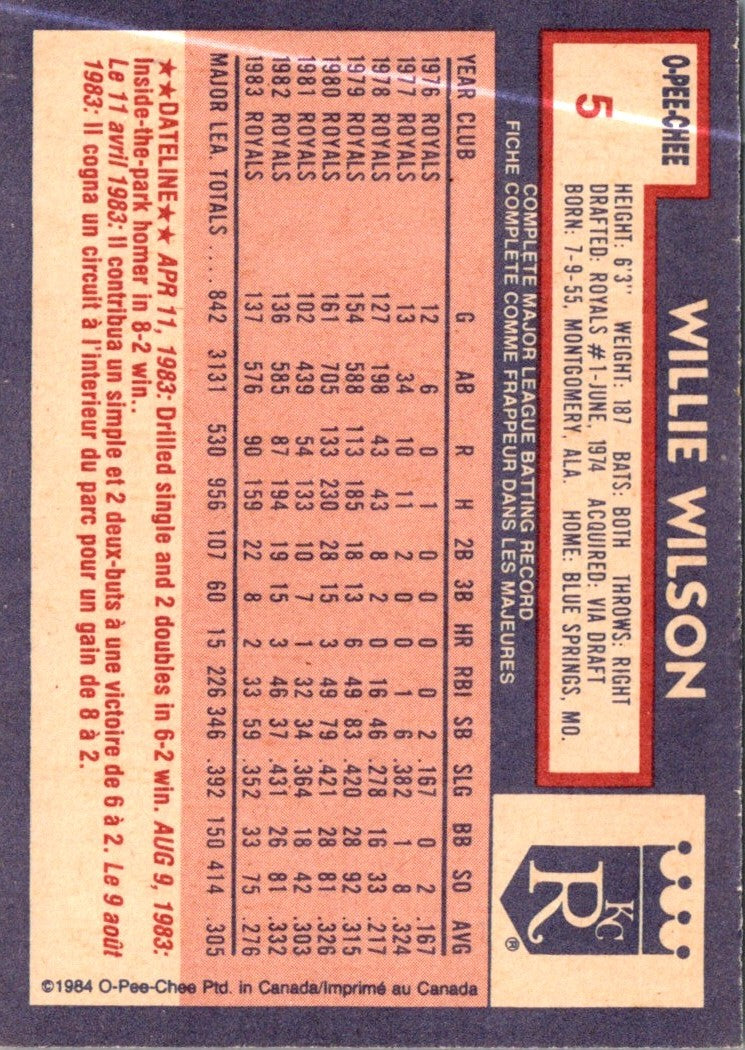 O-PEE-CHEE
5
WILLIE WILSON
HEIGHT: 6'3" WEIGHT: 187 BATS: BOTH THROWS: RIGHT
DRAFTED: ROYALS #1-JUNE, 1974 ACQUIRED: VIA DRAFT
BORN: 7-9-55, MONTGOMERY, ALA. HOME: BLUE SPRINGS, MO.
KC
R
®
COMPLETE MAJOR LEAGUE BATTING RECORD
FICHE COMPLÈTE COMME FRAPPEUR DANS LES MAJEURES
YEAR CLUB G AB R H 2B 3B HR RBI SB SLG BB SO AVG
1976 ROYALS 12 6 0 1 0 0 0 0 2 .167 0 2 .167
1977 ROYALS 13 34 10 11 2 0 0 1 6 .382 1 8 .324
1978 ROYALS 127 198 43 43 8 2 0 16 46 .278 16 33 .217
1979 ROYALS 154 588 113 185 18 13 6 49 83 .420 28 92 .315
1980 ROYALS 161 705 133 230 28 15 3 49 79 .421 28 81 .326
1981 ROYALS 102 439 54 133 10 7 1 32 34 .364 18 42 .303
1982 ROYALS 136 585 87 194 19 15 3 46 37 .431 26 81 .332
1983 ROYALS 137 576 90 159 22 8 2 33 59 .352 33 75 .276
MAJOR LEA. TOTALS .... 842 3131 530 956 107 60 15 226 346 .392 150 414 .305
★★DATELINE★★ APR 11, 1983: Drilled single and 2 doubles in 6-2 win. AUG 9, 1983:
Inside-the-park homer in 8-2 win..
Le 11 avril 1983: Il contribua un simple et 2 deux-buts à une victoire de 6 à 2. Le 9 août
1983: Il cogna un circuit à l'interieur du parc pour un gain de 8 à 2.
©1984 O-Pee-Chee Ptd. in Canada/Imprimé au Canada